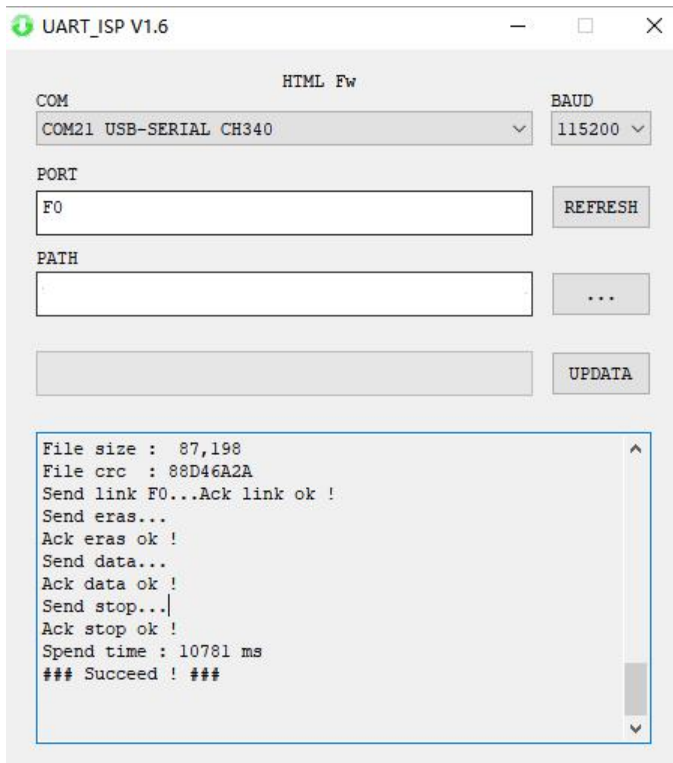 UART_ISP V1.6
HTML Fw
COM
BAUD
COM21 USB-SERIAL CH340
115200
PORT
F0
REFRESH
PATH
...
UPDATA
File size :  87,198
File crc  : 88D46A2A
Send link F0...Ack link ok !
Send eras...
Ack eras ok !
Send data...
Ack data ok !
Send stop...
Ack stop ok !
Spend time : 10781 ms
### Succeed ! ###